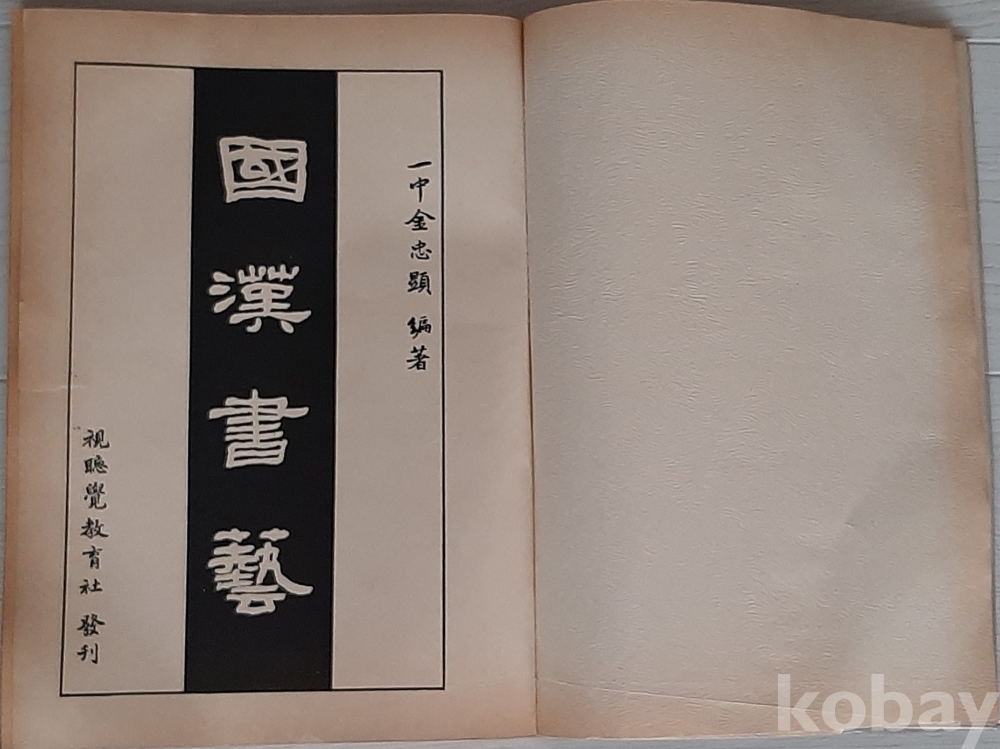 一中金忠顯 編著
國漢書藝
視聽覺教育社 發刊
kobay